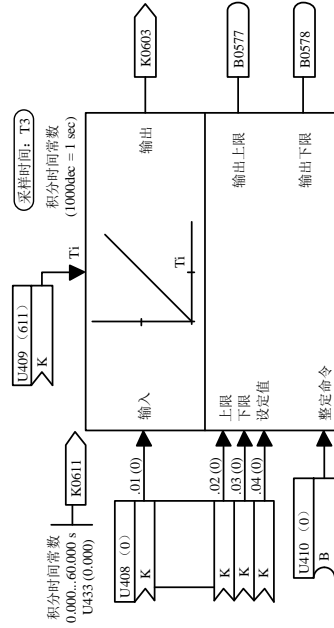 采样时间：T3
积分时间常数
(1000dec = 1 sec)
U409（611）
K
Ti
积分时间常数
0.000...60.000 s
U433 (0.000)
K0611
U408（0）
K
K
K
K
.01 (0)
.02 (0)
.03 (0)
.04 (0)
输入
上限
下限
设定值
Ti
输出
K0603
输出上限
B0577
输出下限
B0578
U410（0）
B
整定命令